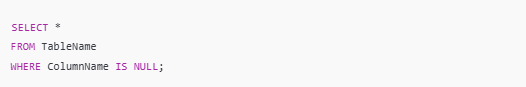 SELECT *
FROM TableName
WHERE ColumnName IS NULL;